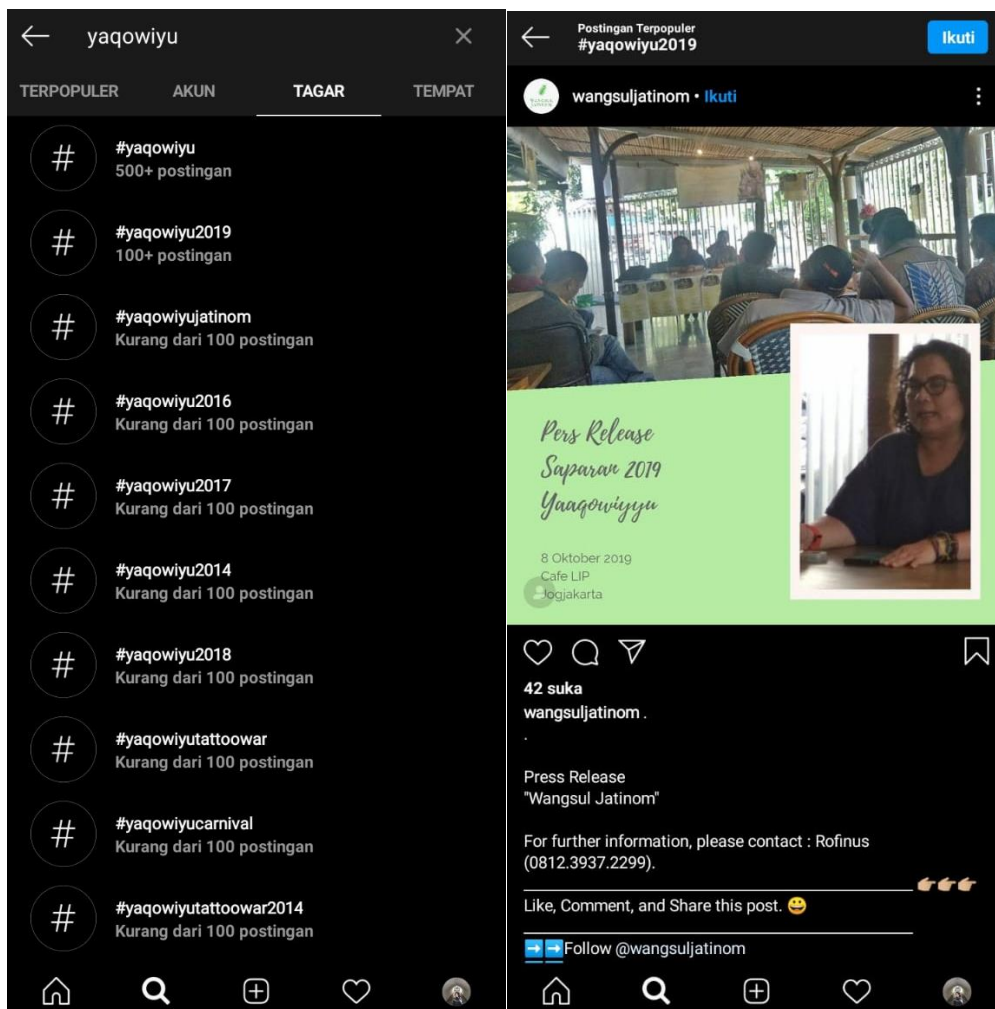 yaqowiyu
TERPOPULER AKUN TAGAR TEMPAT
#yaqowiyu
500+ postingan
#yaqowiyu2019
100+ postingan
#yaqowiyujatinom
Kurang dari 100 postingan
#yaqowiyu2016
Kurang dari 100 postingan
#yaqowiyu2017
Kurang dari 100 postingan
#yaqowiyu2014
Kurang dari 100 postingan
#yaqowiyu2018
Kurang dari 100 postingan
#yaqowiyutattoowar
Kurang dari 100 postingan
#yaqowiyucarnival
Kurang dari 100 postingan
#yaqowiyutattoowar2014
Kurang dari 100 postingan
Postingan Terpopuler
#yaqowiyu2019
Ikuti
wangsuljatinom • Ikuti
Pers Release
Saparan 2019
Yaaqowiyyu
8 Oktober 2019
Cafe LIP
Jogjakarta
42 suka
wangsuljatinom .
.
Press Release
"Wangsul Jatinom"
For further information, please contact : Rofinus
(0812.3937.2299).
Like, Comment, and Share this post. 😀
➡️➡️Follow @wangsuljatinom